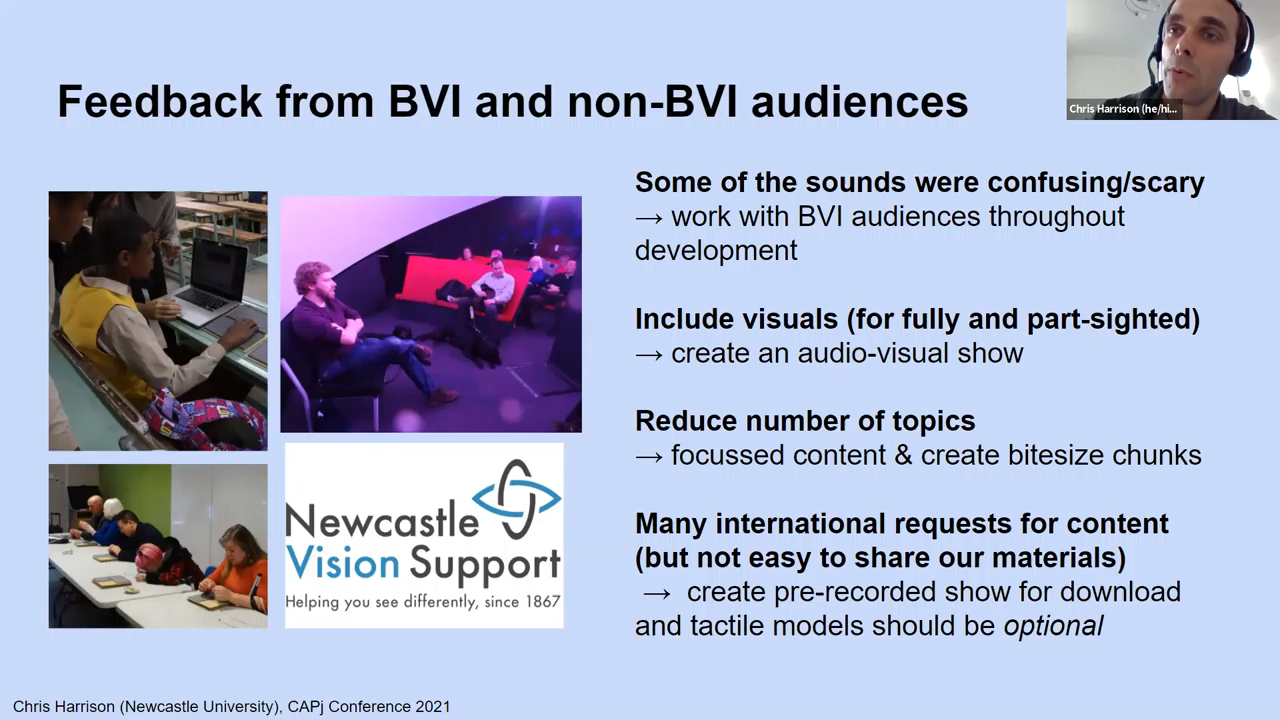 Feedback from BVI and non-BVI audiences
Chris Harrison (he/hi...
Some of the sounds were confusing/scary
→ work with BVI audiences throughout
development
Include visuals (for fully and part-sighted)
→ create an audio-visual show
Reduce number of topics
→ focussed content & create bitesize chunks
Many international requests for content
(but not easy to share our materials)
→ create pre-recorded show for download
and tactile models should be optional
Newcastle
Vision Support
Helping you see differently, since 1867
Chris Harrison (Newcastle University), CAPj Conference 2021